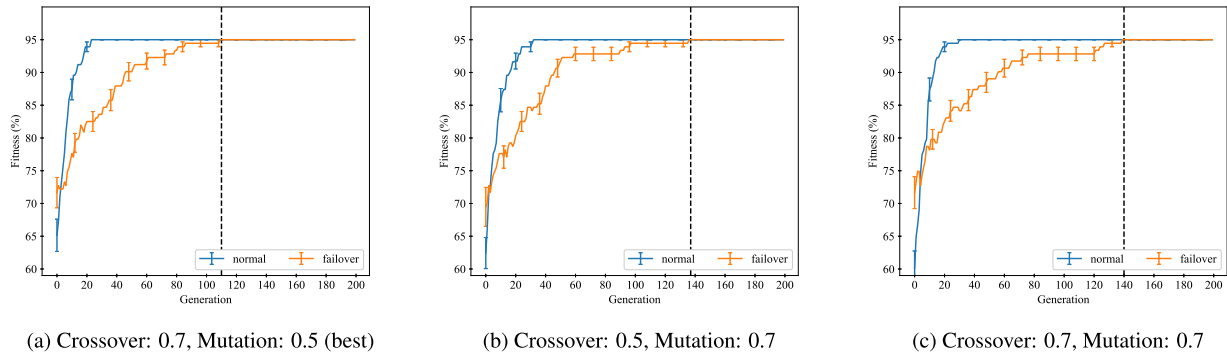 95
90
85
80
75
70
65
60
Fitness (%)
0 20 40 60 80 100 120 140 160 180 200
Generation
normal failover
(a) Crossover: 0.7, Mutation: 0.5 (best)
95
90
85
80
75
70
65
60
Fitness (%)
0 20 40 60 80 100 120 140 160 180 200
Generation
normal failover
(b) Crossover: 0.5, Mutation: 0.7
95
90
85
80
75
70
65
60
Fitness (%)
0 20 40 60 80 100 120 140 160 180 200
Generation
normal failover
(c) Crossover: 0.7, Mutation: 0.7